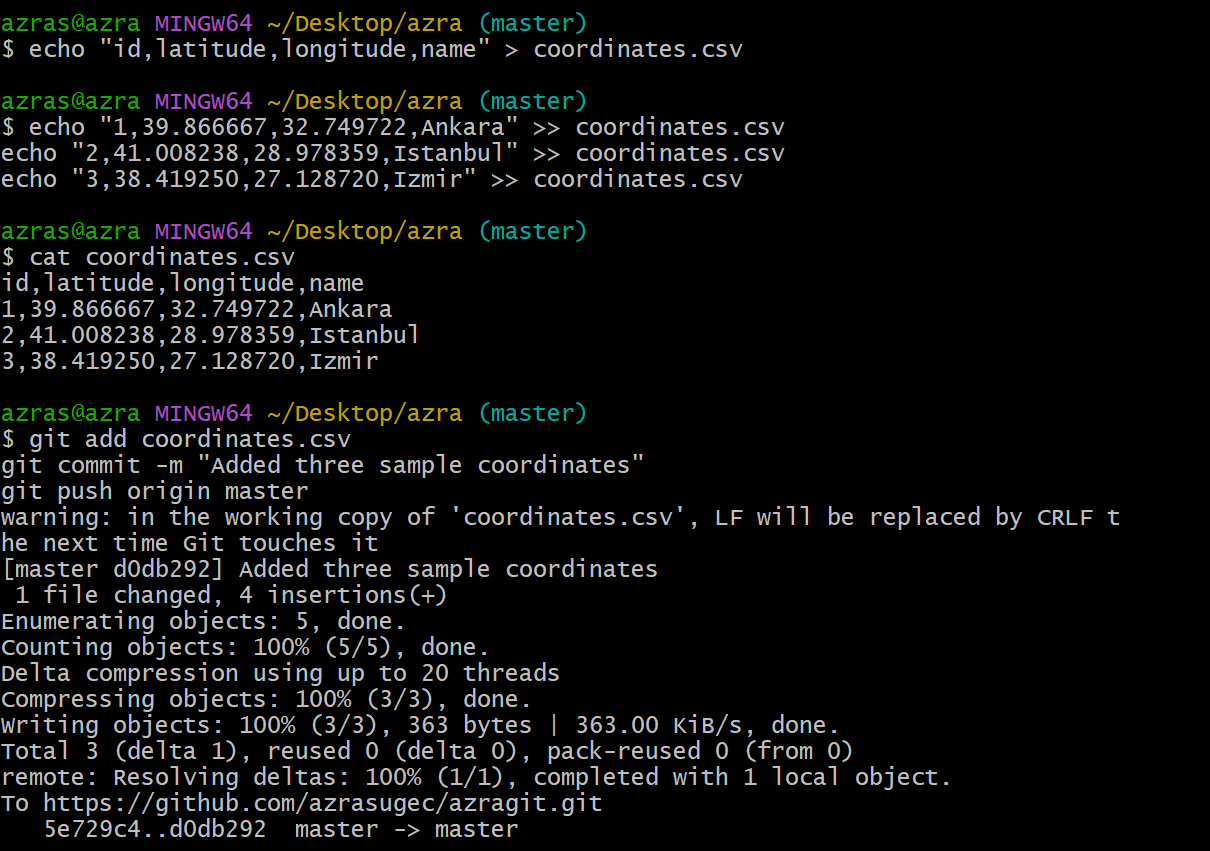 azras@azra MINGW64 ~/Desktop/azra (master)
$ echo "id,latitude,longitude,name" > coordinates.csv
azras@azra MINGW64 ~/Desktop/azra (master)
$ echo "1,39.866667,32.749722,Ankara" >> coordinates.csv
echo "2,41.008238,28.978359,Istanbul" >> coordinates.csv
echo "3,38.419250,27.128720,Izmir" >> coordinates.csv
azras@azra MINGW64 ~/Desktop/azra (master)
$ cat coordinates.csv
id,latitude,longitude,name
1,39.866667,32.749722,Ankara
2,41.008238,28.978359,Istanbul
3,38.419250,27.128720,Izmir
azras@azra MINGW64 ~/Desktop/azra (master)
$ git add coordinates.csv
git commit -m "Added three sample coordinates"
git push origin master
warning: in the working copy of 'coordinates.csv', LF will be replaced by CRLF t
he next time Git touches it
[master d0db292] Added three sample coordinates
 1 file changed, 4 insertions(+)
Enumerating objects: 5, done.
Counting objects: 100% (5/5), done.
Delta compression using up to 20 threads
Compressing objects: 100% (3/3), done.
Writing objects: 100% (3/3), 363 bytes | 363.00 KiB/s, done.
Total 3 (delta 1), reused 0 (delta 0), pack-reused 0 (from 0)
remote: Resolving deltas: 100% (1/1), completed with 1 local object.
To https://github.com/azrasugec/azragit.git
   5e729c4..d0db292  master -> master